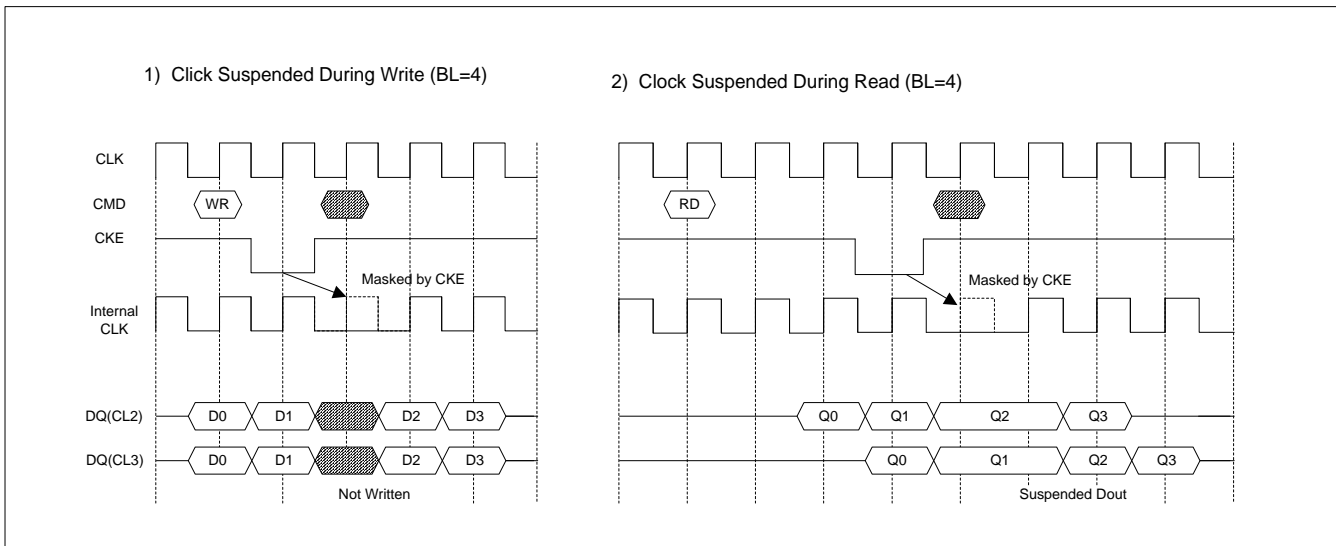 1) Click Suspended During Write (BL=4)
CLK
CMD
WR
CKE
Masked by CKE
Internal
CLK
DQ(CL2)
D0 D1 D2 D3
DQ(CL3)
D0 D1 D2 D3
Not Written
2) Clock Suspended During Read (BL=4)
RD
Masked by CKE
Q0 Q1 Q2 Q3
Q0 Q1 Q2 Q3
Suspended Dout